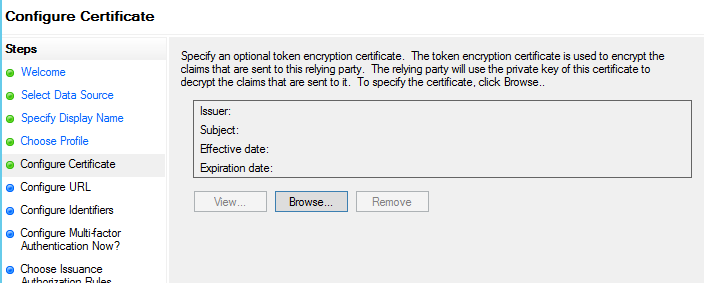 Configure Certificate
Steps
Welcome
Select Data Source
Specify Display Name
Choose Profile
Configure Certificate
Configure URL
Configure Identifiers
Configure Multi-factor
Authentication Now?
Choose Issuance
Authorization Rules
Specify an optional token encryption certificate. The token encryption certificate is used to encrypt the
claims that are sent to this relying party. The relying party will use the private key of this certificate to
decrypt the claims that are sent to it. To specify the certificate, click Browse..
Issuer:
Subject:
Effective date:
Expiration date:
View...
Browse...
Remove